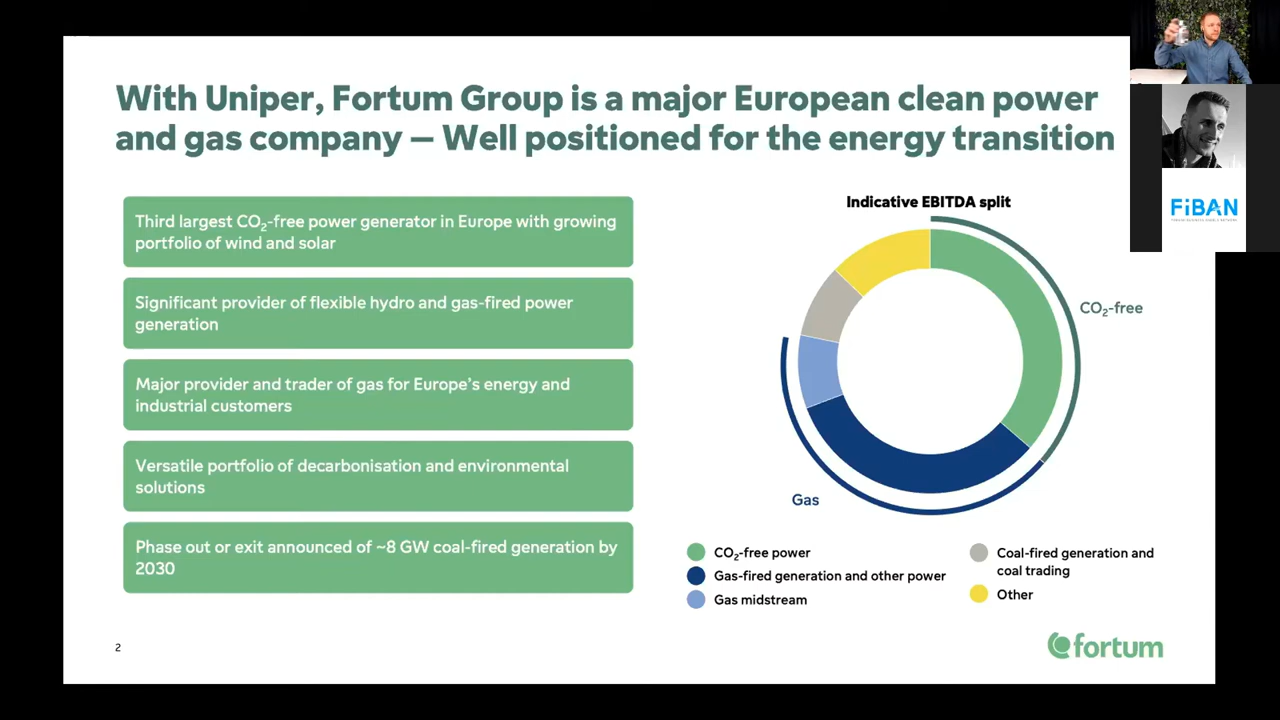 With Uniper, Fortum Group is a major European clean power
and gas company – Well positioned for the energy transition
Third largest CO₂-free power generator in Europe with growing
portfolio of wind and solar
Significant provider of flexible hydro and gas-fired power
generation
Major provider and trader of gas for Europe's energy and
industrial customers
Versatile portfolio of decarbonisation and environmental
solutions
Phase out or exit announced of ~8 GW coal-fired generation by
2030
Indicative EBITDA split
CO₂-free
Gas
CO₂-free power
Gas-fired generation and other power
Gas midstream
Coal-fired generation and
coal trading
Other
2
fortum
FiBAN